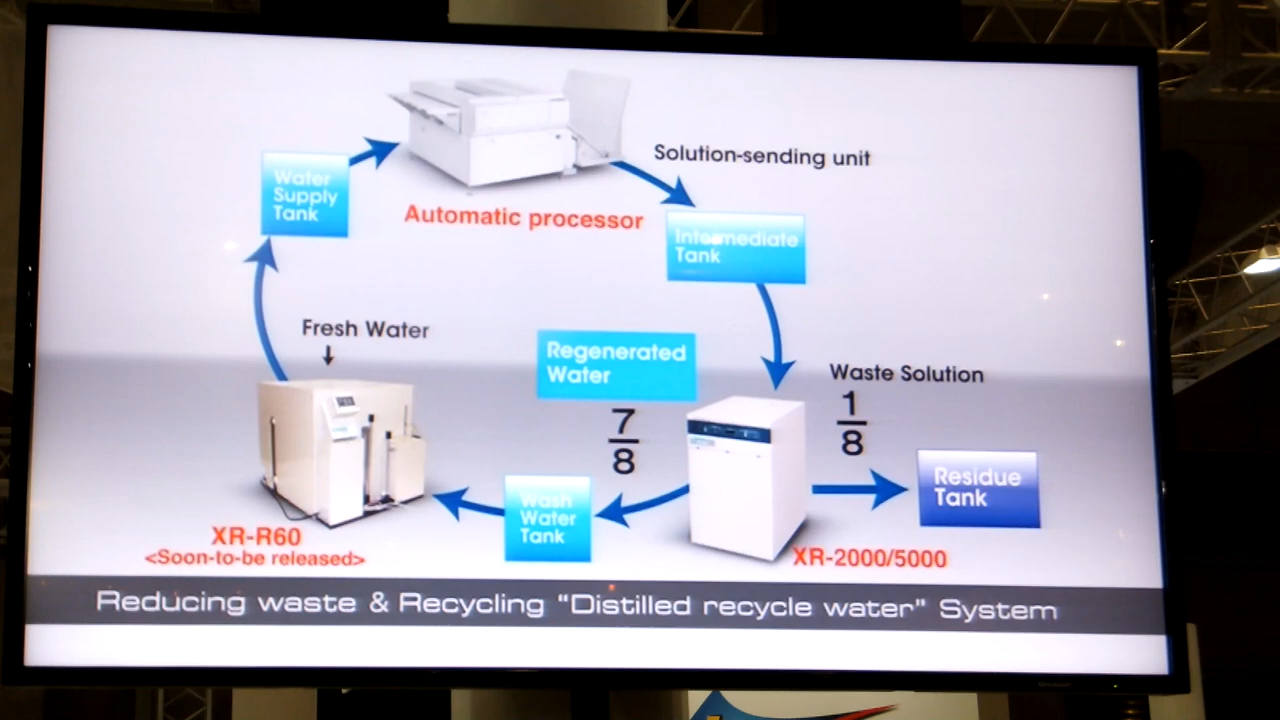 Solution-sending unit
Water
Supply
Tank
Automatic processor
Intermediate
Tank
Fresh Water
Regenerated
Water
Waste Solution
7
8
1
8
Residue
Tank
Wash
Water
Tank
XR-R60
<Soon-to-be released>
XR-2000/5000
Reducing waste & Recycling "Distilled recycle water" System